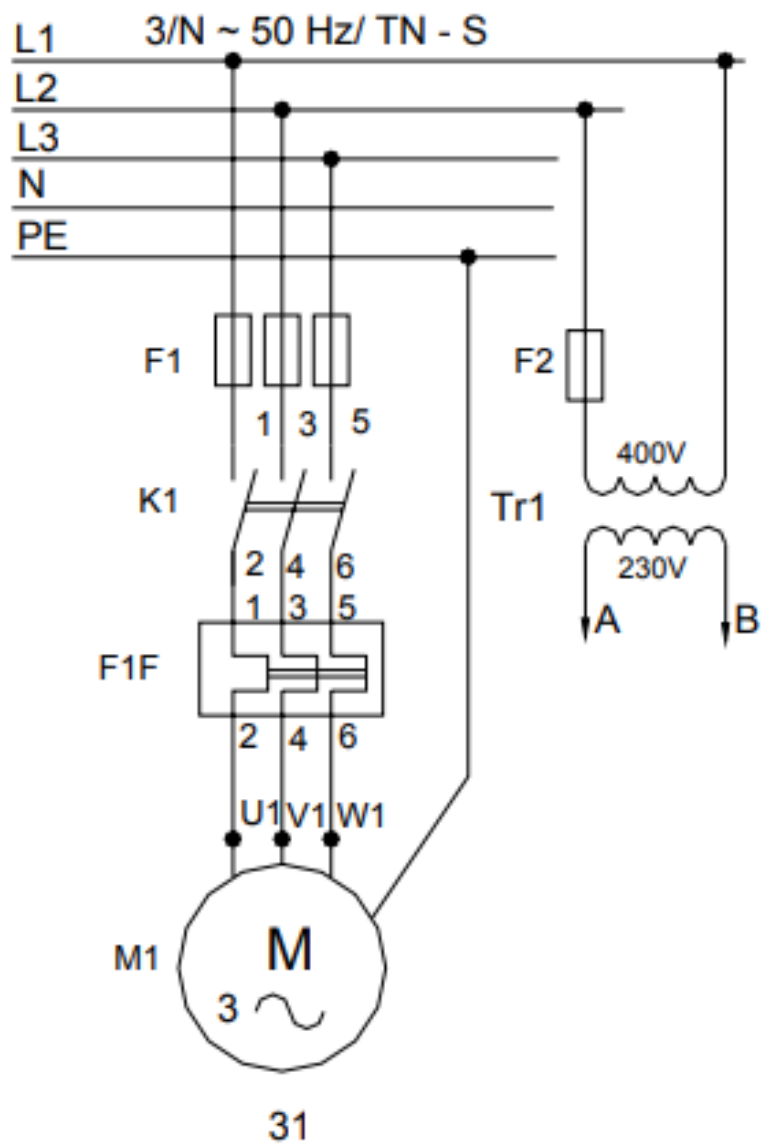 L1 3/N ~ 50 Hz/ TN - S
L2
L3
N
PE
F1 F2
1 3 5
400V
K1 Tr1
2 4 6 230V
1 3 5 A B
F1F
2 4 6
U1 V1 W1
M1 M
3
31